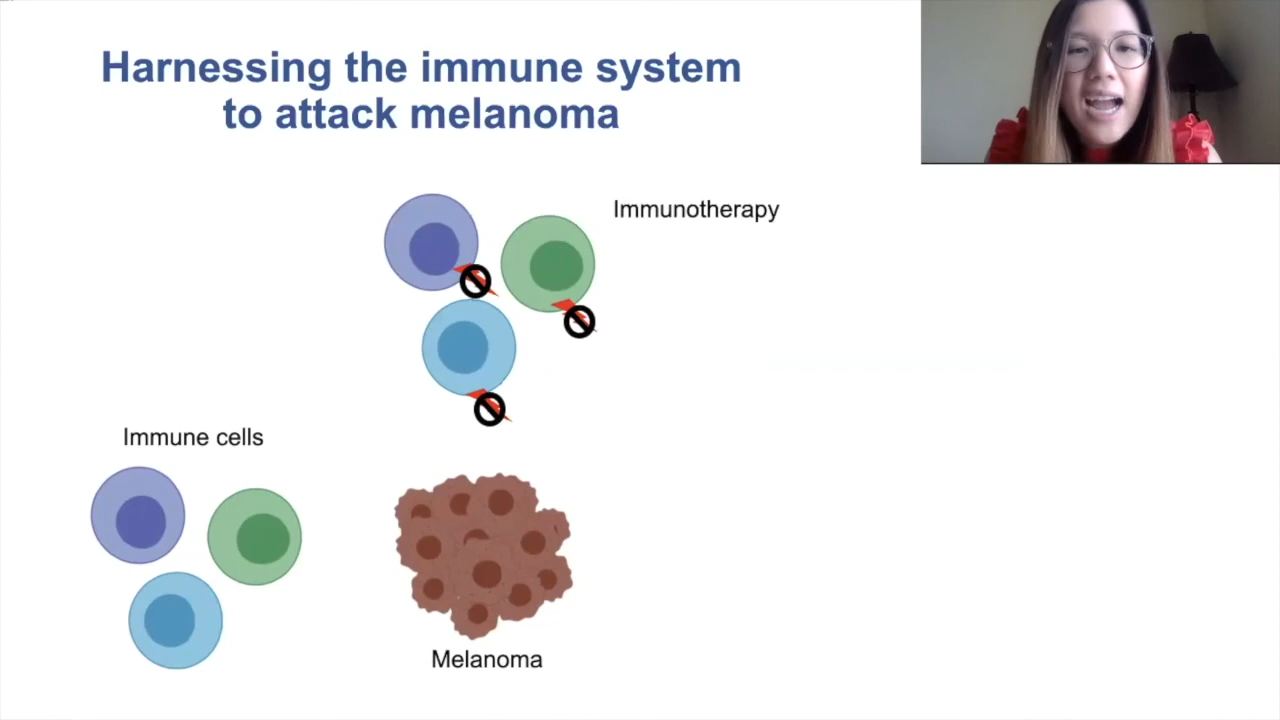 Harnessing the immune system
to attack melanoma
Immunotherapy
Immune cells
Melanoma